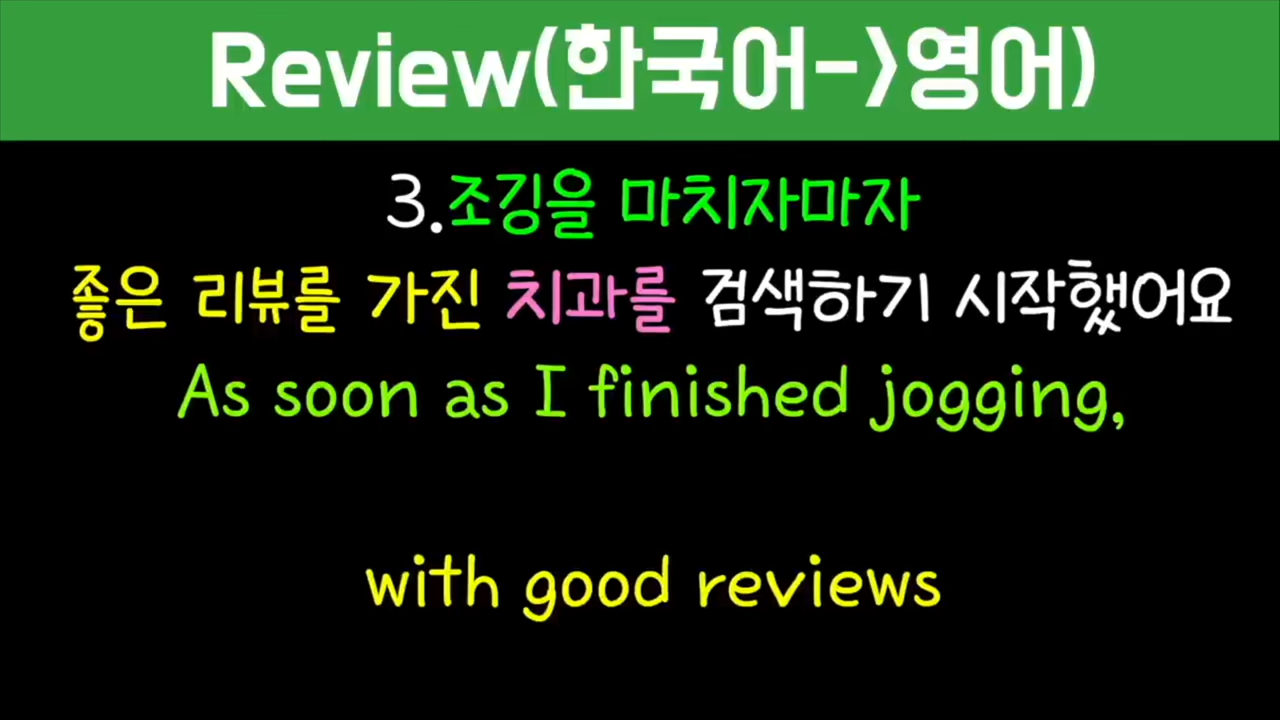 Review(한국어->영어)
3.조깅을 마치자마자
좋은 리뷰를 가진 치과를 검색하기 시작했어요
As soon as I finished jogging,
with good reviews